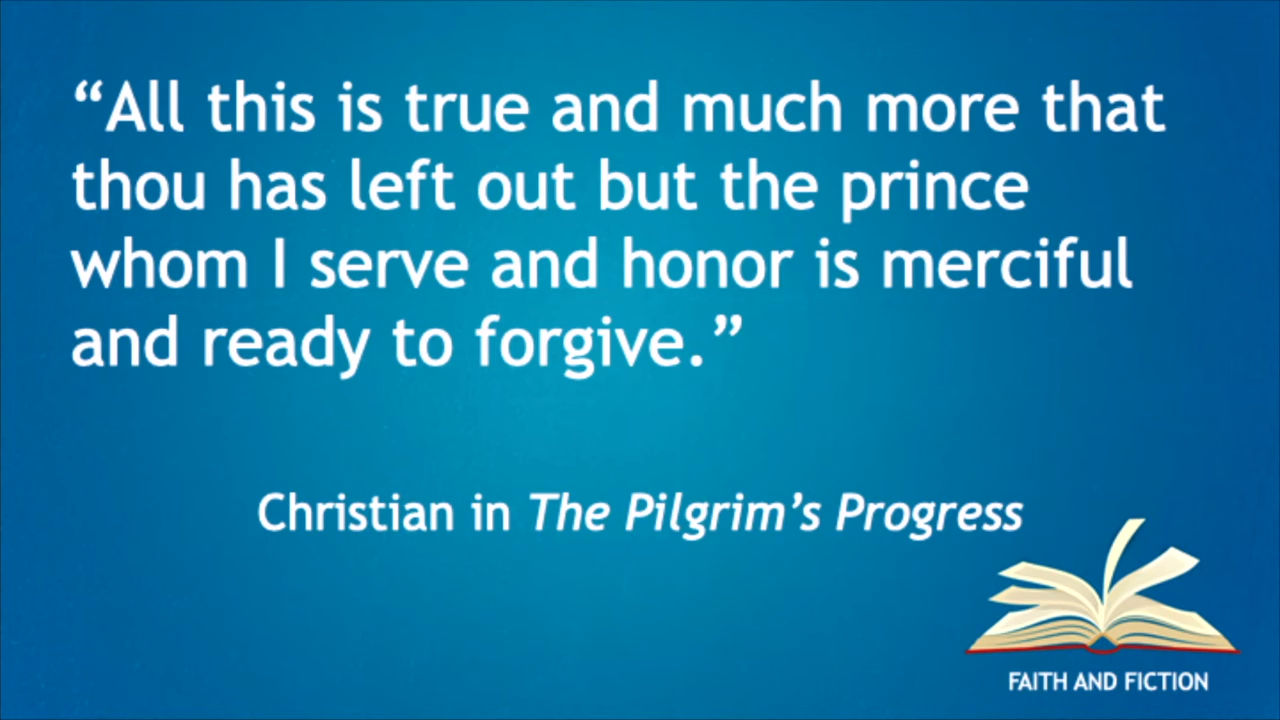 “All this is true and much more that
thou has left out but the prince
whom I serve and honor is merciful
and ready to forgive.”
Christian in The Pilgrim’s Progress
FAITH AND FICTION